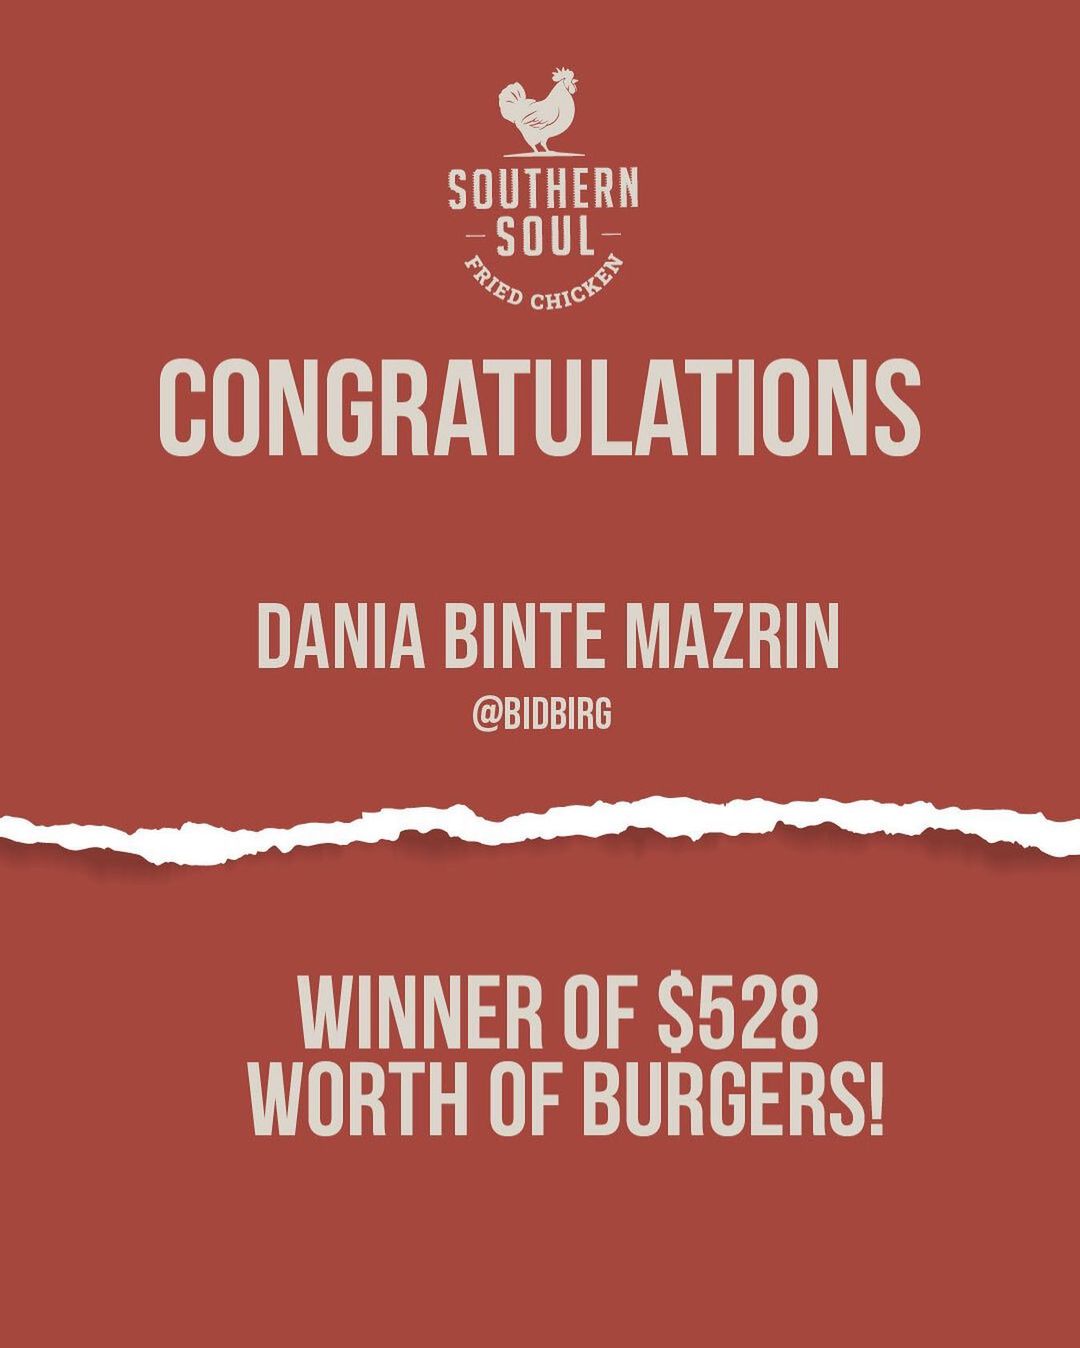 SOUTHERN
SOUL
FRIED CHICKEN
CONGRATULATIONS
DANIA BINTE MAZRIN
@BIDBIRG
WINNER OF $528
WORTH OF BURGERS!